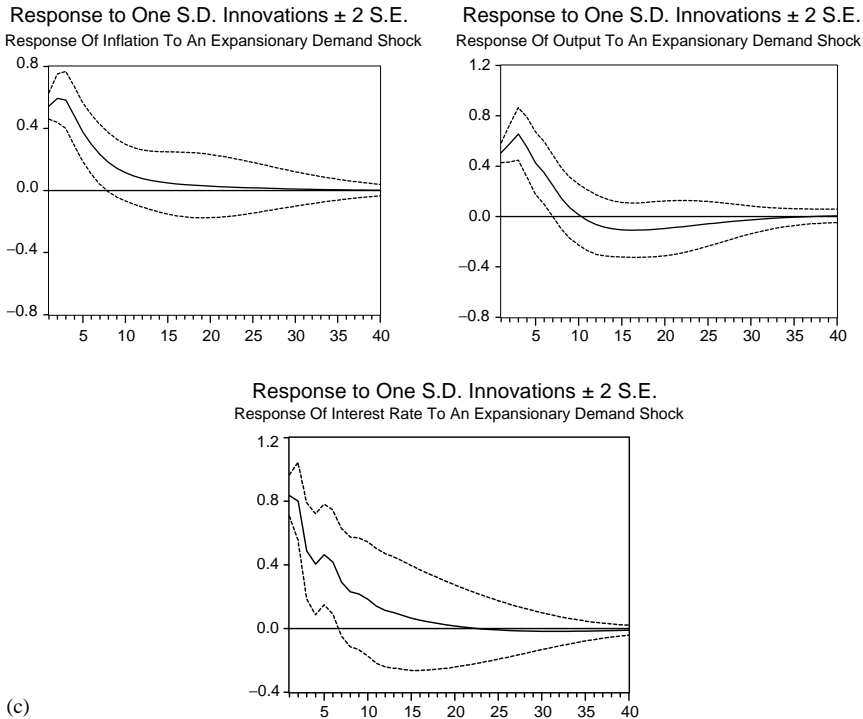 Response to One S.D. Innovations ± 2 S.E.
Response Of Inflation To An Expansionary Demand Shock
0.8
0.4
0.0
−0.4
−0.8
5 10 15 20 25 30 35 40
Response to One S.D. Innovations ± 2 S.E.
Response Of Output To An Expansionary Demand Shock
1.2
0.8
0.4
0.0
−0.4
−0.8
5 10 15 20 25 30 35 40
Response to One S.D. Innovations ± 2 S.E.
Response Of Interest Rate To An Expansionary Demand Shock
1.2
0.8
0.4
0.0
−0.4
5 10 15 20 25 30 35 40
(c)